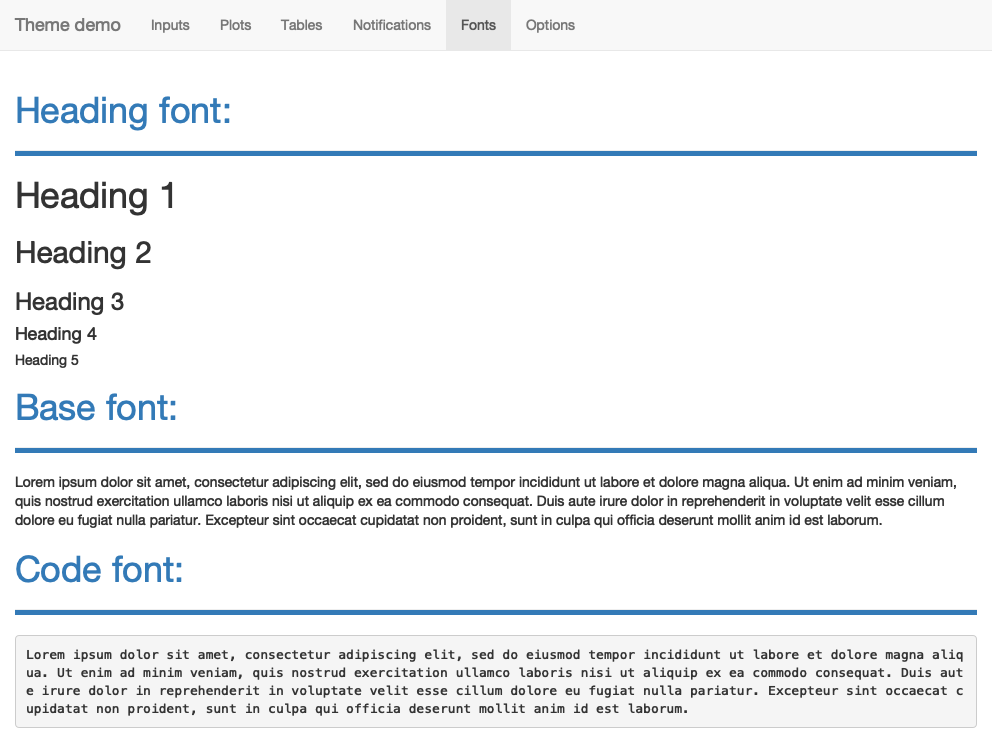 Theme demo Inputs Plots Tables Notifications Fonts Options
Heading font:
Heading 1
Heading 2
Heading 3
Heading 4
Heading 5
Base font:
Lorem ipsum dolor sit amet, consectetur adipiscing elit, sed do eiusmod tempor incididunt ut labore et dolore magna aliqua. Ut enim ad minim veniam,
quis nostrud exercitation ullamco laboris nisi ut aliquip ex ea commodo consequat. Duis aute irure dolor in reprehenderit in voluptate velit esse cillum
dolore eu fugiat nulla pariatur. Excepteur sint occaecat cupidatat non proident, sunt in culpa qui officia deserunt mollit anim id est laborum.
Code font:
Lorem ipsum dolor sit amet, consectetur adipiscing elit, sed do eiusmod tempor incididunt ut labore et dolore magna aliq
ua. Ut enim ad minim veniam, quis nostrud exercitation ullamco laboris nisi ut aliquip ex ea commodo consequat. Duis aut
e irure dolor in reprehenderit in voluptate velit esse cillum dolore eu fugiat nulla pariatur. Excepteur sint occaecat c
upidatat non proident, sunt in culpa qui officia deserunt mollit anim id est laborum.